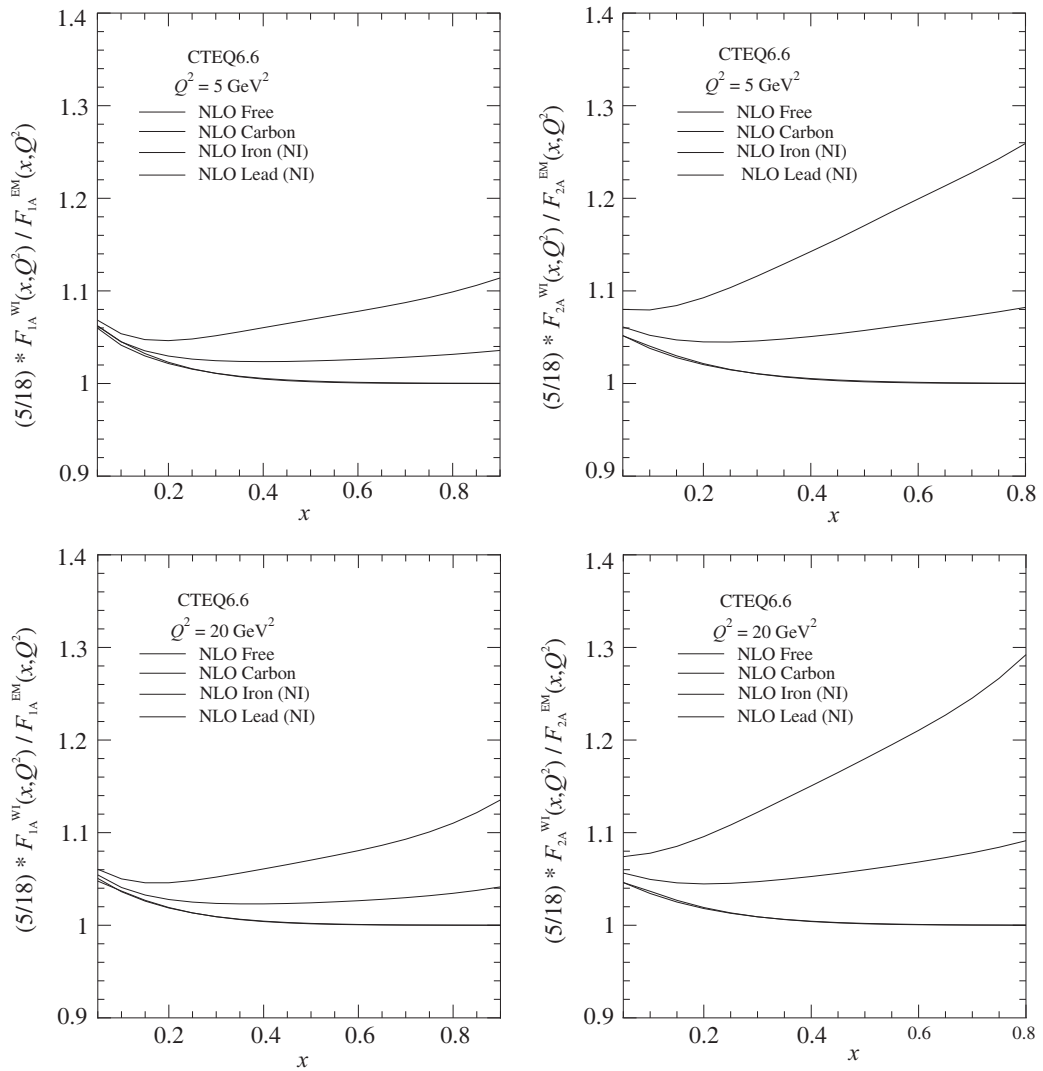 1.4
1.3
1.2
1.1
1
0.9
(5/18) * F1A^WI(x,Q²) / F1A^EM(x,Q²)
CTEQ6.6
Q² = 5 GeV²
NLO Free
NLO Carbon
NLO Iron (NI)
NLO Lead (NI)
0.2 0.4 0.6 0.8
x
1.4
1.3
1.2
1.1
1
0.9
(5/18) * F2A^WI(x,Q²) / F2A^EM(x,Q²)
CTEQ6.6
Q² = 5 GeV²
NLO Free
NLO Carbon
NLO Iron (NI)
NLO Lead (NI)
0.2 0.4 0.6 0.8
x
1.4
1.3
1.2
1.1
1
0.9
(5/18) * F1A^WI(x,Q²) / F1A^EM(x,Q²)
CTEQ6.6
Q² = 20 GeV²
NLO Free
NLO Carbon
NLO Iron (NI)
NLO Lead (NI)
0.2 0.4 0.6 0.8
x
1.4
1.3
1.2
1.1
1
0.9
(5/18) * F2A^WI(x,Q²) / F2A^EM(x,Q²)
CTEQ6.6
Q² = 20 GeV²
NLO Free
NLO Carbon
NLO Iron (NI)
NLO Lead (NI)
0.2 0.4 0.6 0.8
x